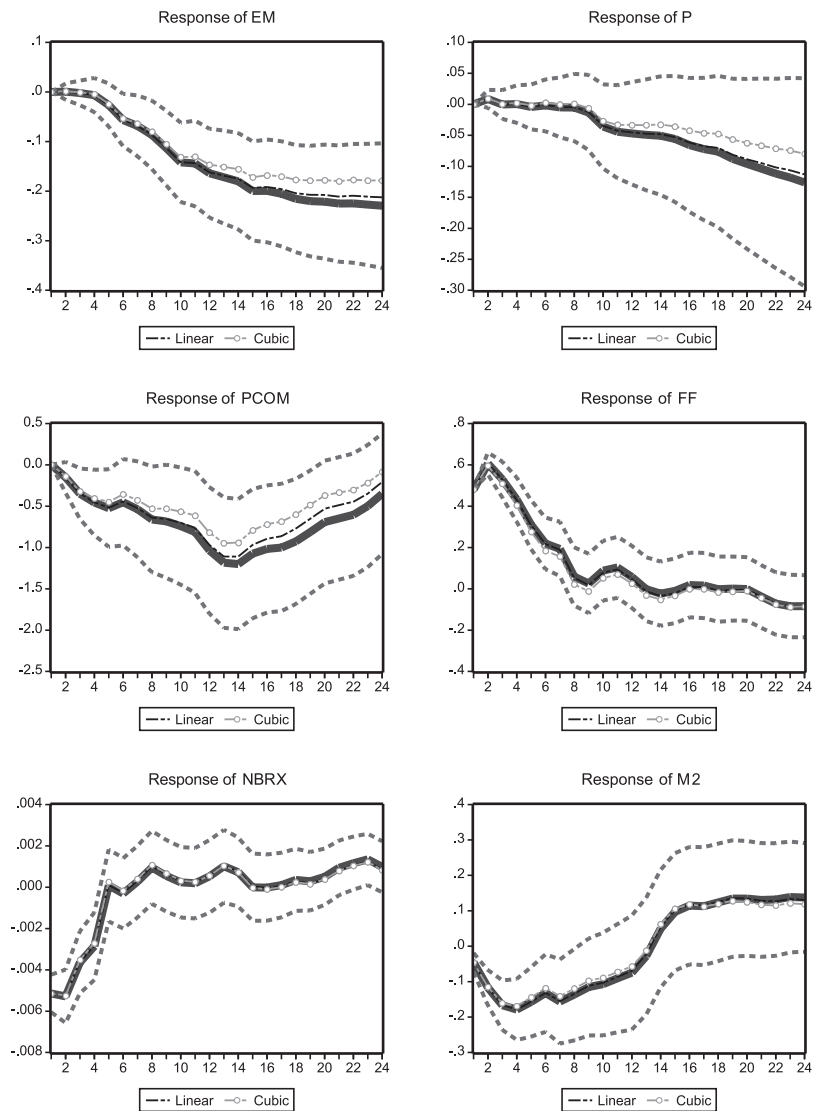 Response of EM
.1
.0
-.1
-.2
-.3
-.4
2 4 6 8 10 12 14 16 18 20 22 24
Linear Cubic
Response of P
.10
.05
.00
-.05
-.10
-.15
-.20
-.25
-.30
2 4 6 8 10 12 14 16 18 20 22 24
Linear Cubic
Response of PCOM
0.5
0.0
-0.5
-1.0
-1.5
-2.0
-2.5
2 4 6 8 10 12 14 16 18 20 22 24
Linear Cubic
Response of FF
.8
.6
.4
.2
.0
-.2
-.4
2 4 6 8 10 12 14 16 18 20 22 24
Linear Cubic
Response of NBRX
.004
.002
.000
-.002
-.004
-.006
-.008
2 4 6 8 10 12 14 16 18 20 22 24
Linear Cubic
Response of M2
.4
.3
.2
.1
.0
-.1
-.2
-.3
2 4 6 8 10 12 14 16 18 20 22 24
Linear Cubic